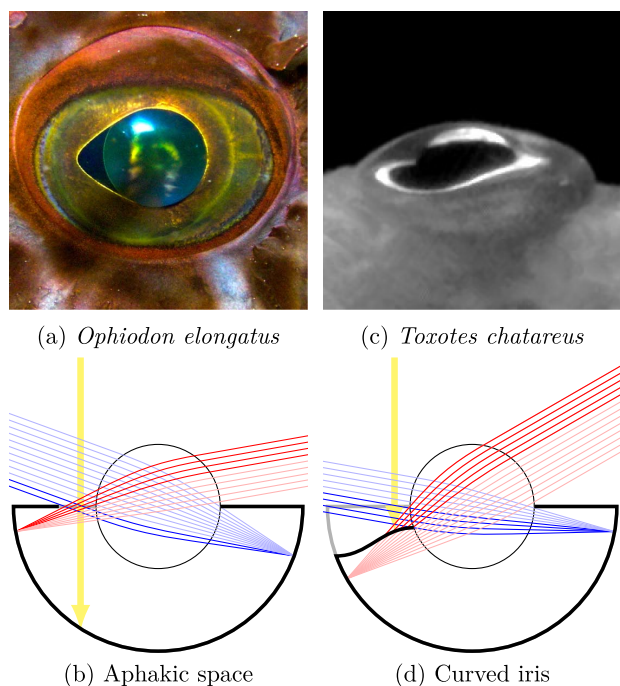 (a) Ophiodon elongatus
(c) Toxotes chatareus
(b) Aphakic space
(d) Curved iris